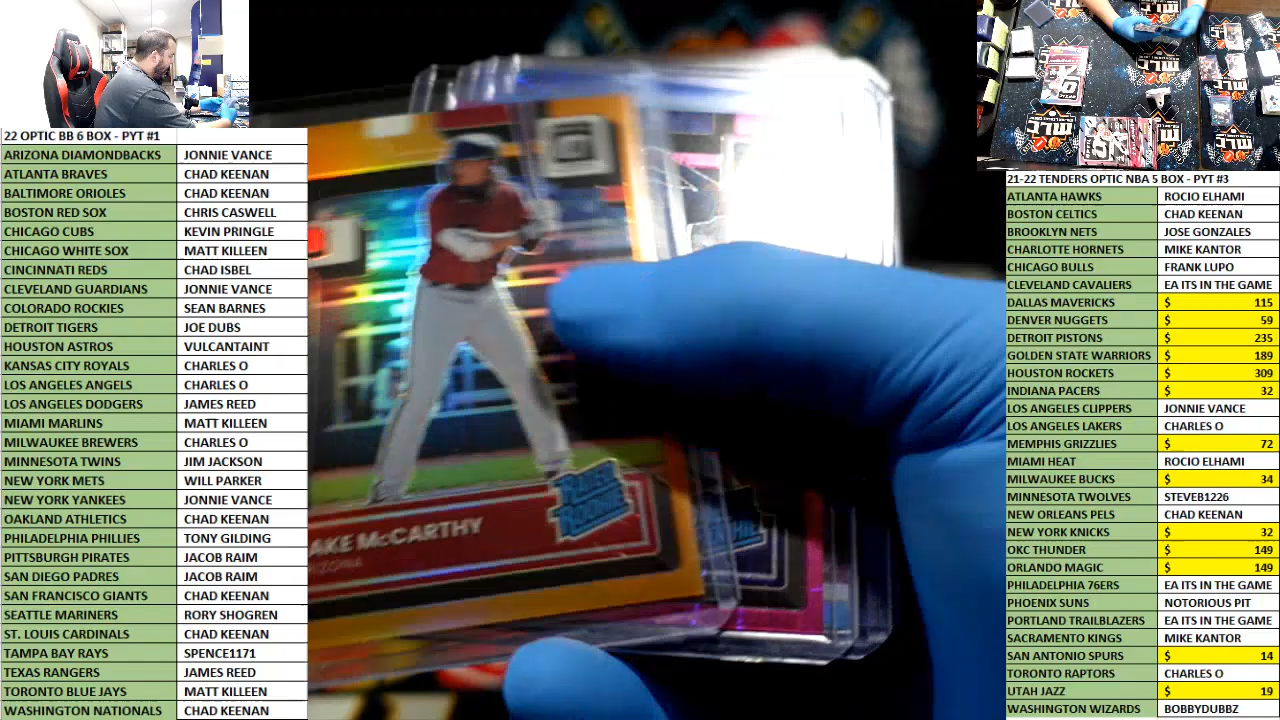 22 OPTIC BB 6 BOX - PYT #1
ARIZONA DIAMONDBACKS JONNIE VANCE
ATLANTA BRAVES CHAD KEENAN
BALTIMORE ORIOLES CHAD KEENAN
BOSTON RED SOX CHRIS CASWELL
CHICAGO CUBS KEVIN PRINGLE
CHICAGO WHITE SOX MATT KILLEEN
CINCINNATI REDS CHAD ISBEL
CLEVELAND GUARDIANS JONNIE VANCE
COLORADO ROCKIES SEAN BARNES
DETROIT TIGERS JOE DUBS
HOUSTON ASTROS VULCANTAINT
KANSAS CITY ROYALS CHARLES O
LOS ANGELES ANGELS CHARLES O
LOS ANGELES DODGERS JAMES REED
MIAMI MARLINS MATT KILLEEN
MILWAUKEE BREWERS CHARLES O
MINNESOTA TWINS JIM JACKSON
NEW YORK METS WILL PARKER
NEW YORK YANKEES JONNIE VANCE
OAKLAND ATHLETICS CHAD KEENAN
PHILADELPHIA PHILLIES TONY GILDING
PITTSBURGH PIRATES JACOB RAIM
SAN DIEGO PADRES JACOB RAIM
SAN FRANCISCO GIANTS CHAD KEENAN
SEATTLE MARINERS RORY SHOGREN
ST. LOUIS CARDINALS CHAD KEENAN
TAMPA BAY RAYS SPENCE1171
TEXAS RANGERS JAMES REED
TORONTO BLUE JAYS MATT KILLEEN
WASHINGTON NATIONALS CHAD KEENAN
RATED
ROOKIE
AKE McCARTHY
21-22 TENDERS OPTIC NBA 5 BOX - PYT #3
ATLANTA HAWKS ROCIO ELHAMI
BOSTON CELTICS CHAD KEENAN
BROOKLYN NETS JOSE GONZALES
CHARLOTTE HORNETS MIKE KANTOR
CHICAGO BULLS FRANK LUPO
CLEVELAND CAVALIERS EA ITS IN THE GAME
DALLAS MAVERICKS $ 115
DENVER NUGGETS $ 59
DETROIT PISTONS $ 235
GOLDEN STATE WARRIORS $ 189
HOUSTON ROCKETS $ 309
INDIANA PACERS $ 32
LOS ANGELES CLIPPERS JONNIE VANCE
LOS ANGELES LAKERS CHARLES O
MEMPHIS GRIZZLIES $ 72
MIAMI HEAT ROCIO ELHAMI
MILWAUKEE BUCKS $ 34
MINNESOTA TWOLVES STEVEB1226
NEW ORLEANS PELS CHAD KEENAN
NEW YORK KNICKS $ 32
OKC THUNDER $ 149
ORLANDO MAGIC $ 149
PHILADELPHIA 76ERS EA ITS IN THE GAME
PHOENIX SUNS NOTORIOUS PIT
PORTLAND TRAILBLAZERS EA ITS IN THE GAME
SACRAMENTO KINGS MIKE KANTOR
SAN ANTONIO SPURS $ 14
TORONTO RAPTORS CHARLES O
UTAH JAZZ $ 19
WASHINGTON WIZARDS BOBBYDUBBZ